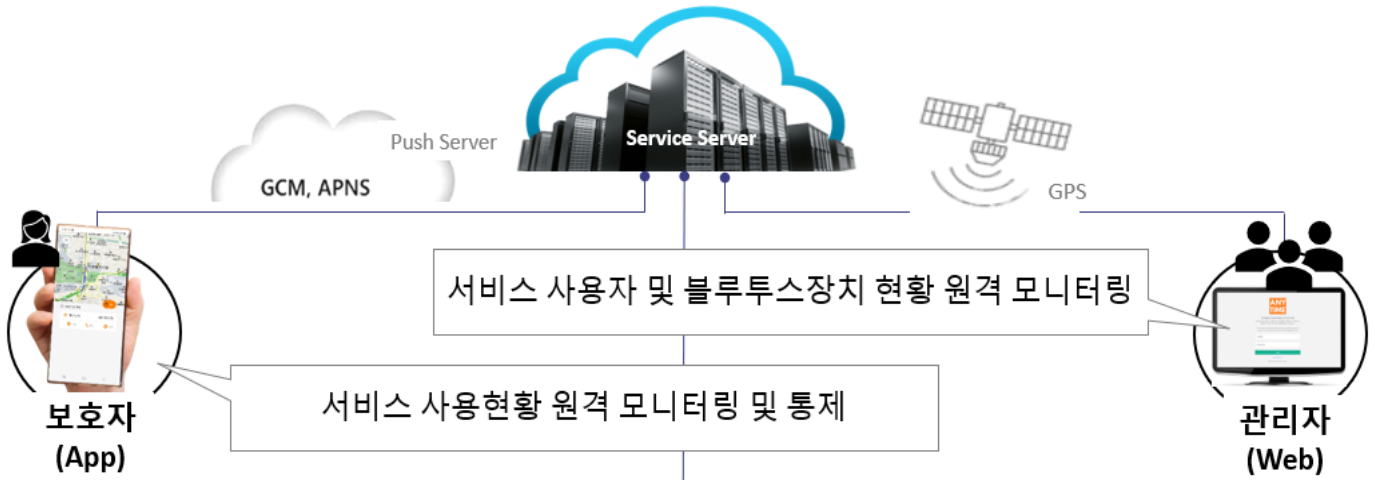 Push Server
Service Server
GCM, APNS
GPS
서비스 사용자 및 블루투스장치 현황 원격 모니터링
ANY
TIME
서비스 사용현황 원격 모니터링 및 통제
보호자
(App)
관리자
(Web)